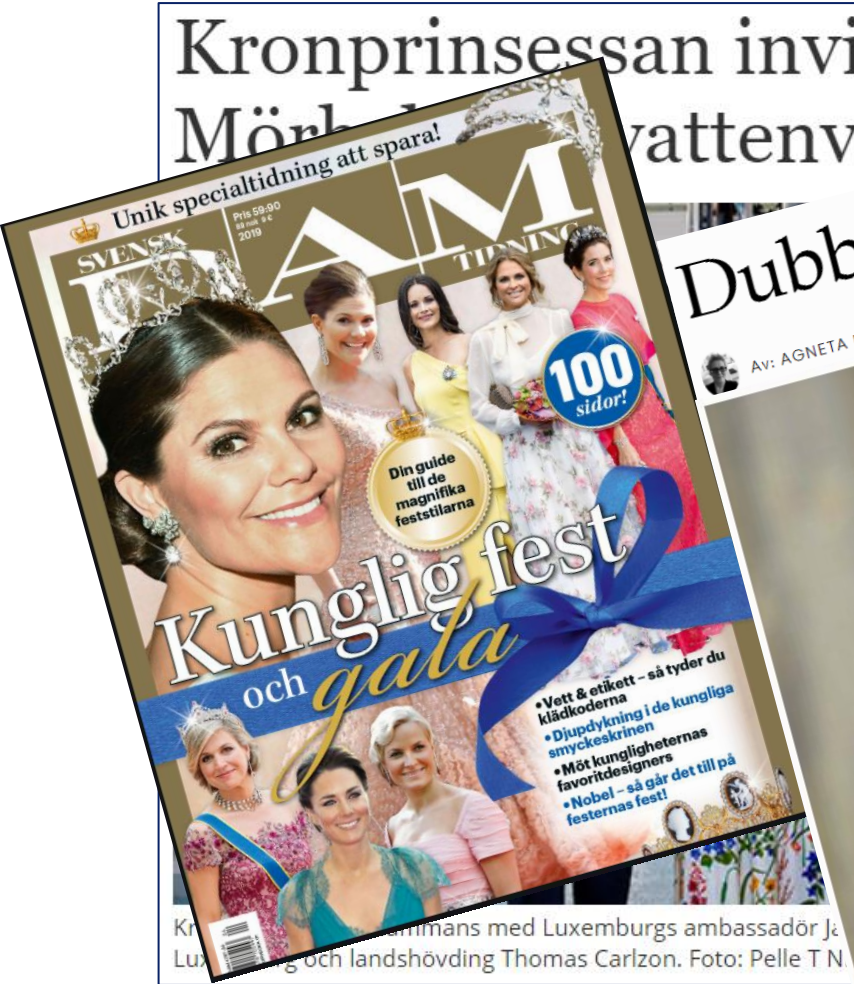 Kronprinsessan invi
Mörb vattenv
Unik specialtidning att spara!
Pris 59:90
2019
SVENSK
DAM
TIDNING
100
sidor!
Din guide
till de
magnifika
feststilarna
Kunglig fest
och gala
•Vett & etikett – så tyder du
klädkoderna
•Djupdykning i de kungliga
smyckeskrinen
•Möt kungligheternas
favoritdesigners
•Nobel – så går det till på
festernas fest!
Dubb
Av: AGNETA
Kr ammans med Luxemburgs ambassadör Ja
Lux g och landshövding Thomas Carlzon. Foto: Pelle T N